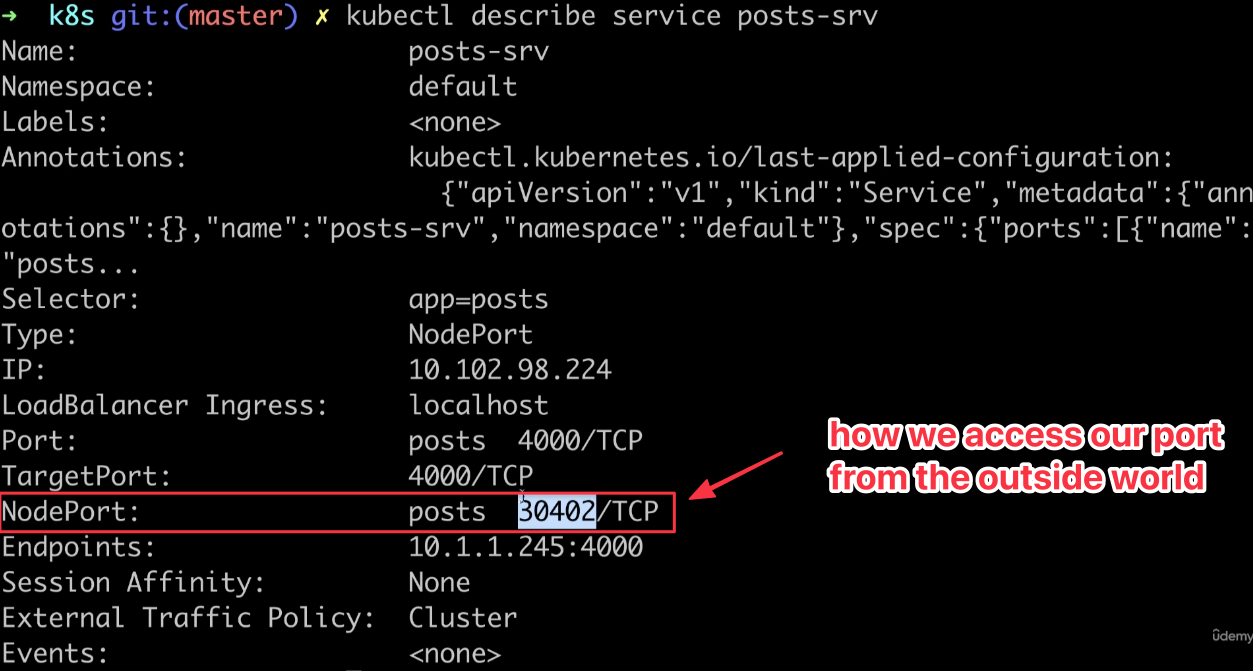 ➜  k8s git:(master) ✗ kubectl describe service posts-srv
Name:                     posts-srv
Namespace:                default
Labels:                   <none>
Annotations:              kubectl.kubernetes.io/last-applied-configuration:
                            {"apiVersion":"v1","kind":"Service","metadata":{"ann
otations":{},"name":"posts-srv","namespace":"default"},"spec":{"ports":[{"name":
"posts...
Selector:                 app=posts
Type:                     NodePort
IP:                       10.102.98.224
LoadBalancer Ingress:     localhost
Port:                     posts  4000/TCP
TargetPort:               4000/TCP
NodePort:                 posts  30402/TCP
Endpoints:                10.1.1.245:4000
Session Affinity:         None
External Traffic Policy:  Cluster
Events:                   <none>
how we access our port
from the outside world
ûdemy